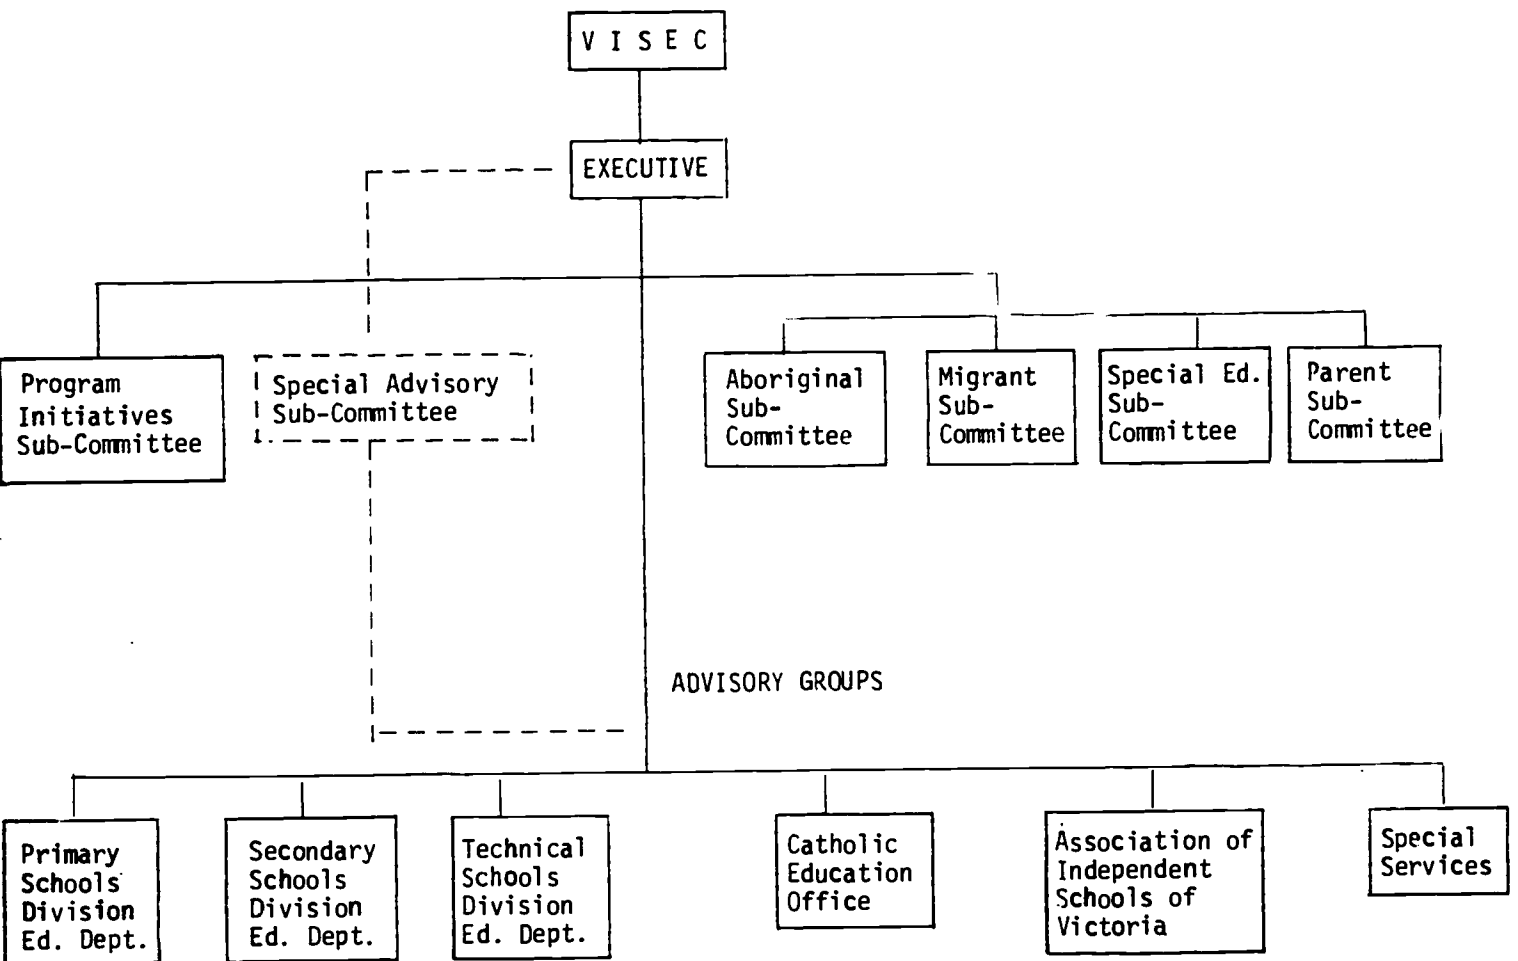 V I S E C
EXECUTIVE
Program
Initiatives
Sub-Committee
Special Advisory
Sub-Committee
Aboriginal
Sub-
Committee
Migrant
Sub-
Committee
Special Ed.
Sub-
Committee
Parent
Sub-
Committee
ADVISORY GROUPS
Primary
Schools
Division
Ed. Dept.
Secondary
Schools
Division
Ed. Dept.
Technical
Schools
Division
Ed. Dept.
Catholic
Education
Office
Association of
Independent
Schools of
Victoria
Special
Services